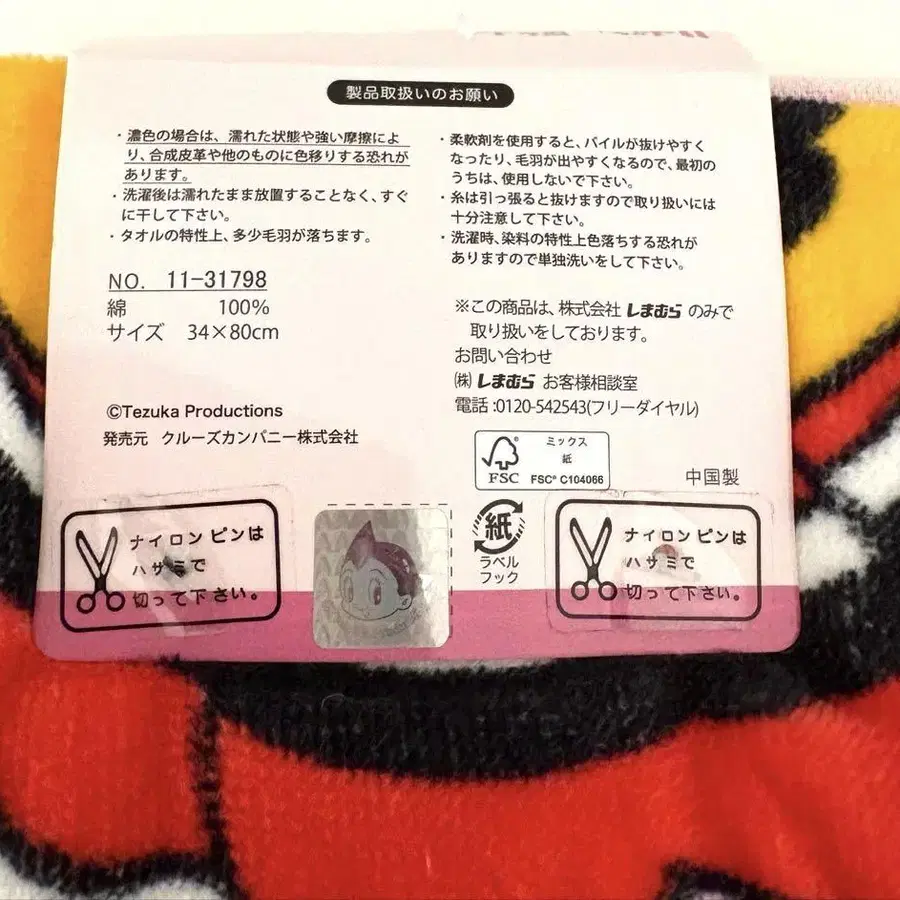 製品取扱いのお願い
・濃色の場合は、濡れた状態や強い摩擦によ
り、合成皮革や他のものに色移りする恐れが
あります。
・洗濯後は濡れたまま放置することなく、すぐ
に干して下さい。
・タオルの特性上、多少毛羽が落ちます。
NO. 11-31798
綿 100%
サイズ 34×80cm
©Tezuka Productions
発売元 クルーズカンパニー株式会社
・柔軟剤を使用すると、パイルが抜けやすく
なったり、毛羽が出やすくなるので、最初の
うちは、使用しないで下さい。
・糸は引っ張ると抜けますので取り扱いには
十分注意して下さい。
・洗濯時、染料の特性上色落ちする恐れが
ありますので単独洗いをして下さい。
※この商品は、株式会社 しまむら のみで
取り扱いをしております。
お問い合わせ
㈱ しまむら お客様相談室
電話:0120-542543(フリーダイヤル)
ミックス
紙
FSC
FSC® C104066
中国製
ナイロンピンは
ハサミで
切って下さい。
紙
ラベル
フック
ナイロンピンは
ハサミで
切って下さい。